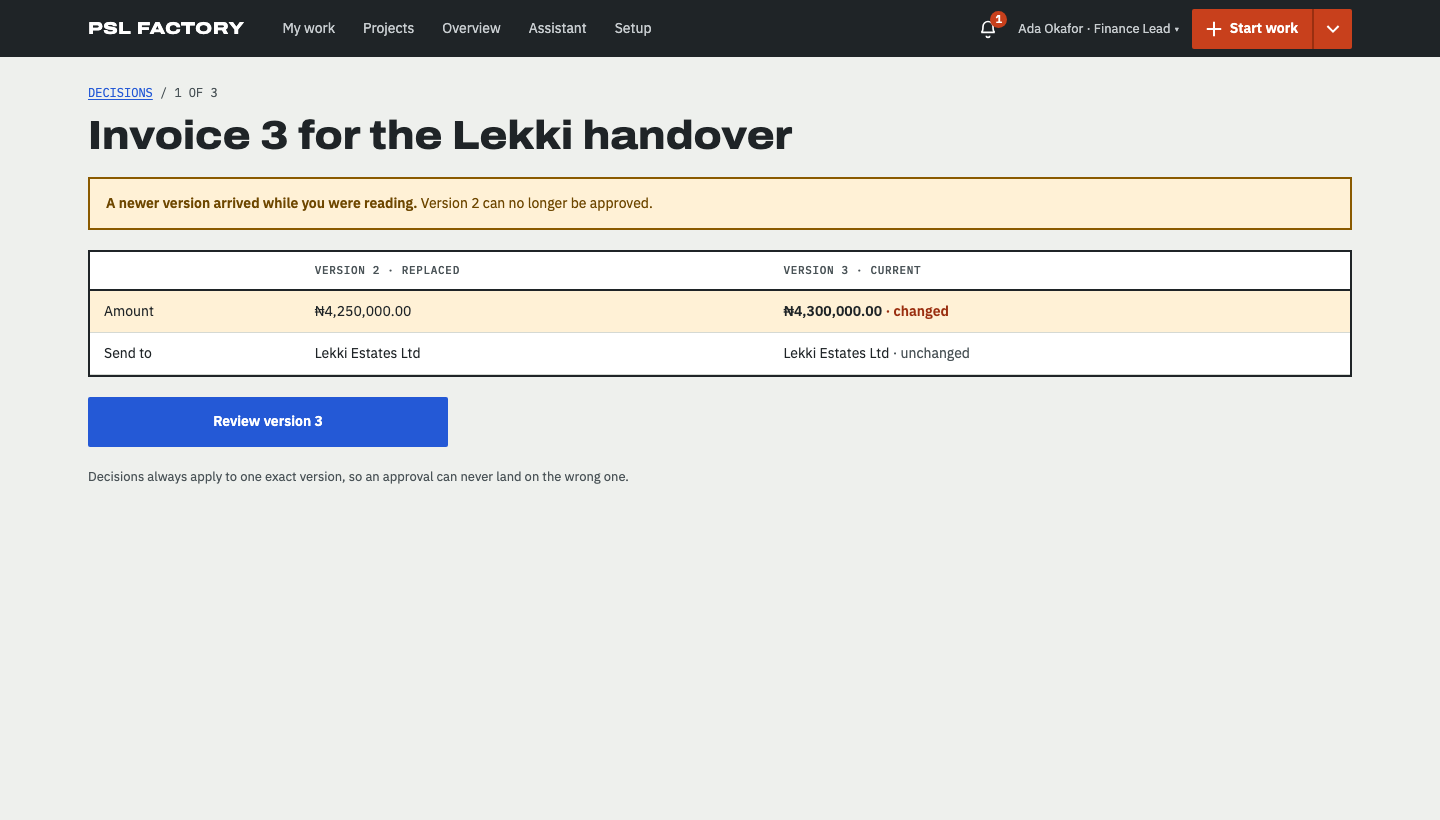 PSL FACTORY
My work
Projects
Overview
Assistant
Setup
1
Ada Okafor · Finance Lead ▾
Start work
DECISIONS / 1 OF 3
Invoice 3 for the Lekki handover
A newer version arrived while you were reading. Version 2 can no longer be approved.
VERSION 2 · REPLACED
VERSION 3 · CURRENT
Amount
₦4,250,000.00
₦4,300,000.00 · changed
Send to
Lekki Estates Ltd
Lekki Estates Ltd · unchanged
Review version 3
Decisions always apply to one exact version, so an approval can never land on the wrong one.